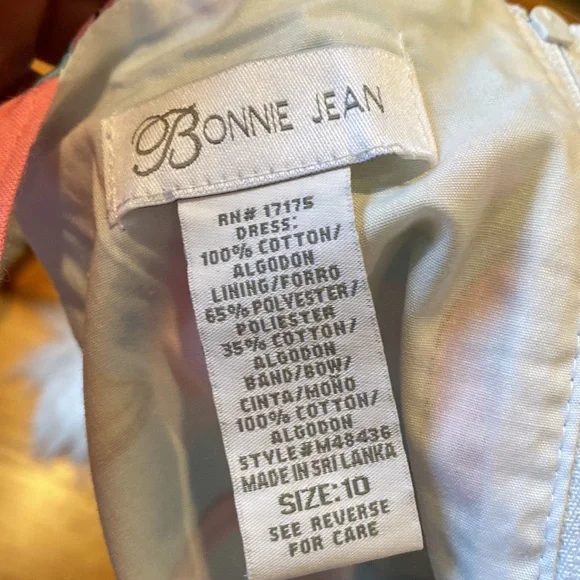 BONNIE JEAN
RN# 17175
DRESS:
100% COTTON/
ALGODON
LINING/FORRO
65% POLYESTER/
POLIESTER
35% COTTON/
ALGODON
BAND/BOW/
CINTA/MOÑO
100% COTTON/
ALGODON
STYLE#M48436
MADE IN SRI LANKA
SIZE:10
SEE REVERSE
FOR CARE